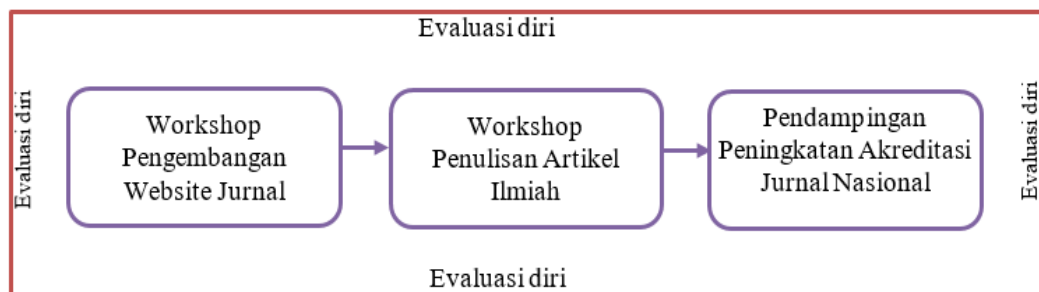 Evaluasi diri
Evaluasi diri
Workshop
Pengembangan
Website Jurnal
Workshop
Penulisan Artikel
Ilmiah
Pendampingan
Peningkatan Akreditasi
Jurnal Nasional
Evaluasi diri
Evaluasi diri